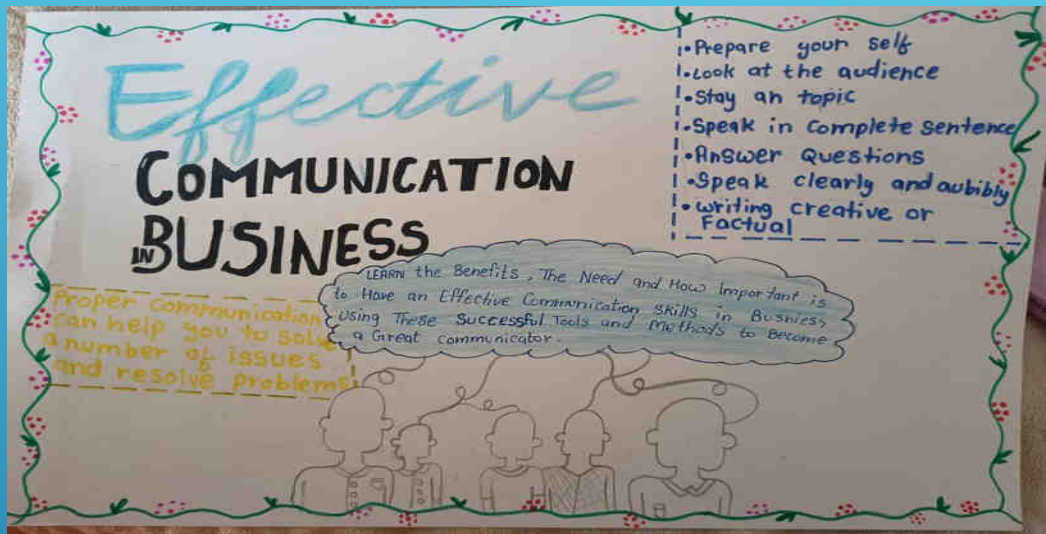 Effective
COMMUNICATION
IN BUSINESS
• Prepare your self
• Look at the audience
• Stay an topic
• Speak in Complete Sentence
• Answer Questions
• Speak clearly and aubibly
• writing creative or
Factual
LEARN the Benefits, The Need and How Important is
to Have an Effective Communication skills in Busniess
Using These Successful Tools and Methods to Become
a Great communicator.
Proper communication
can help you to solve
a number of issues
and resolve problems